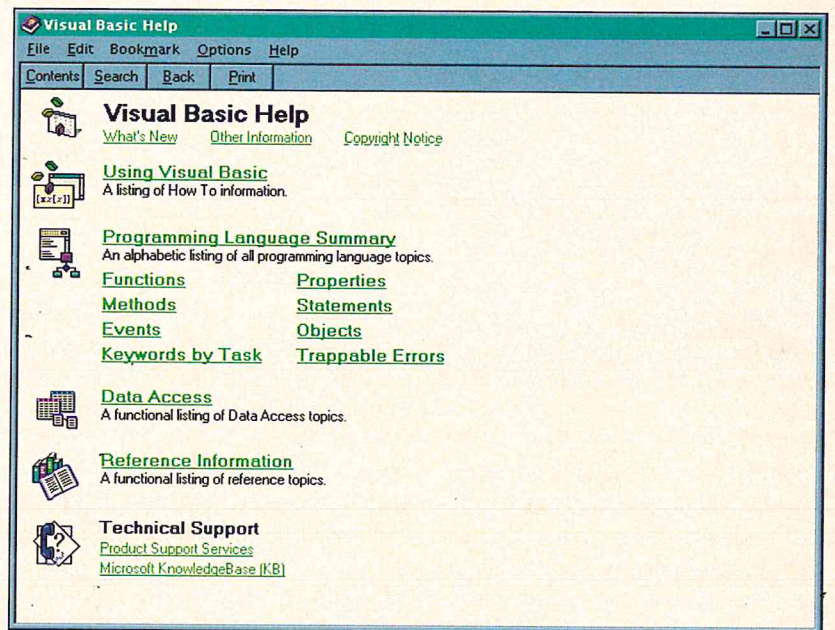 Visual Basic Help
File Edit Bookmark Options Help
Contents Search Back Print
Visual Basic Help
What's New Other Information Copyright Notice
Using Visual Basic
A listing of How To information.
[xz[x]]
Programming Language Summary
An alphabetic listing of all programming language topics.
Functions Properties
Methods Statements
Events Objects
Keywords by Task Trappable Errors
Data Access
A functional listing of Data Access topics.
Reference Information
A functional listing of reference topics.
Technical Support
Product Support Services
Microsoft KnowledgeBase (KB)